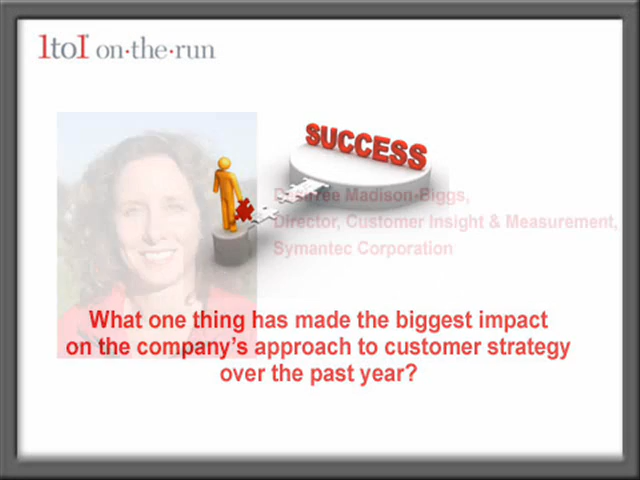 1to1 on·the·run
SUCCESS
Desirree Madison-Biggs,
Director, Customer Insight & Measurement,
Symantec Corporation
What one thing has made the biggest impact
on the company's approach to customer strategy
over the past year?